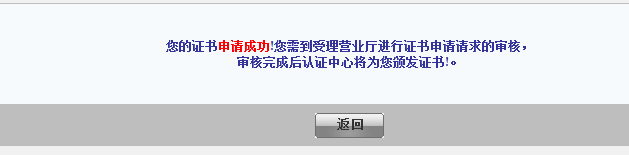 您的证书申请成功!您需到受理营业厅进行证书申请请求的审核，
审核完成后认证中心将为您颁发证书!。
返回